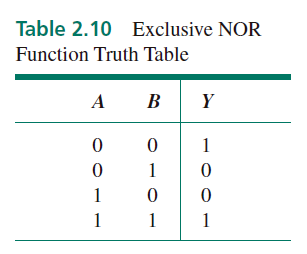 Table 2.10 Exclusive NOR
Function Truth Table
A B Y
0 0 1
0 1 0
1 0 0
1 1 1